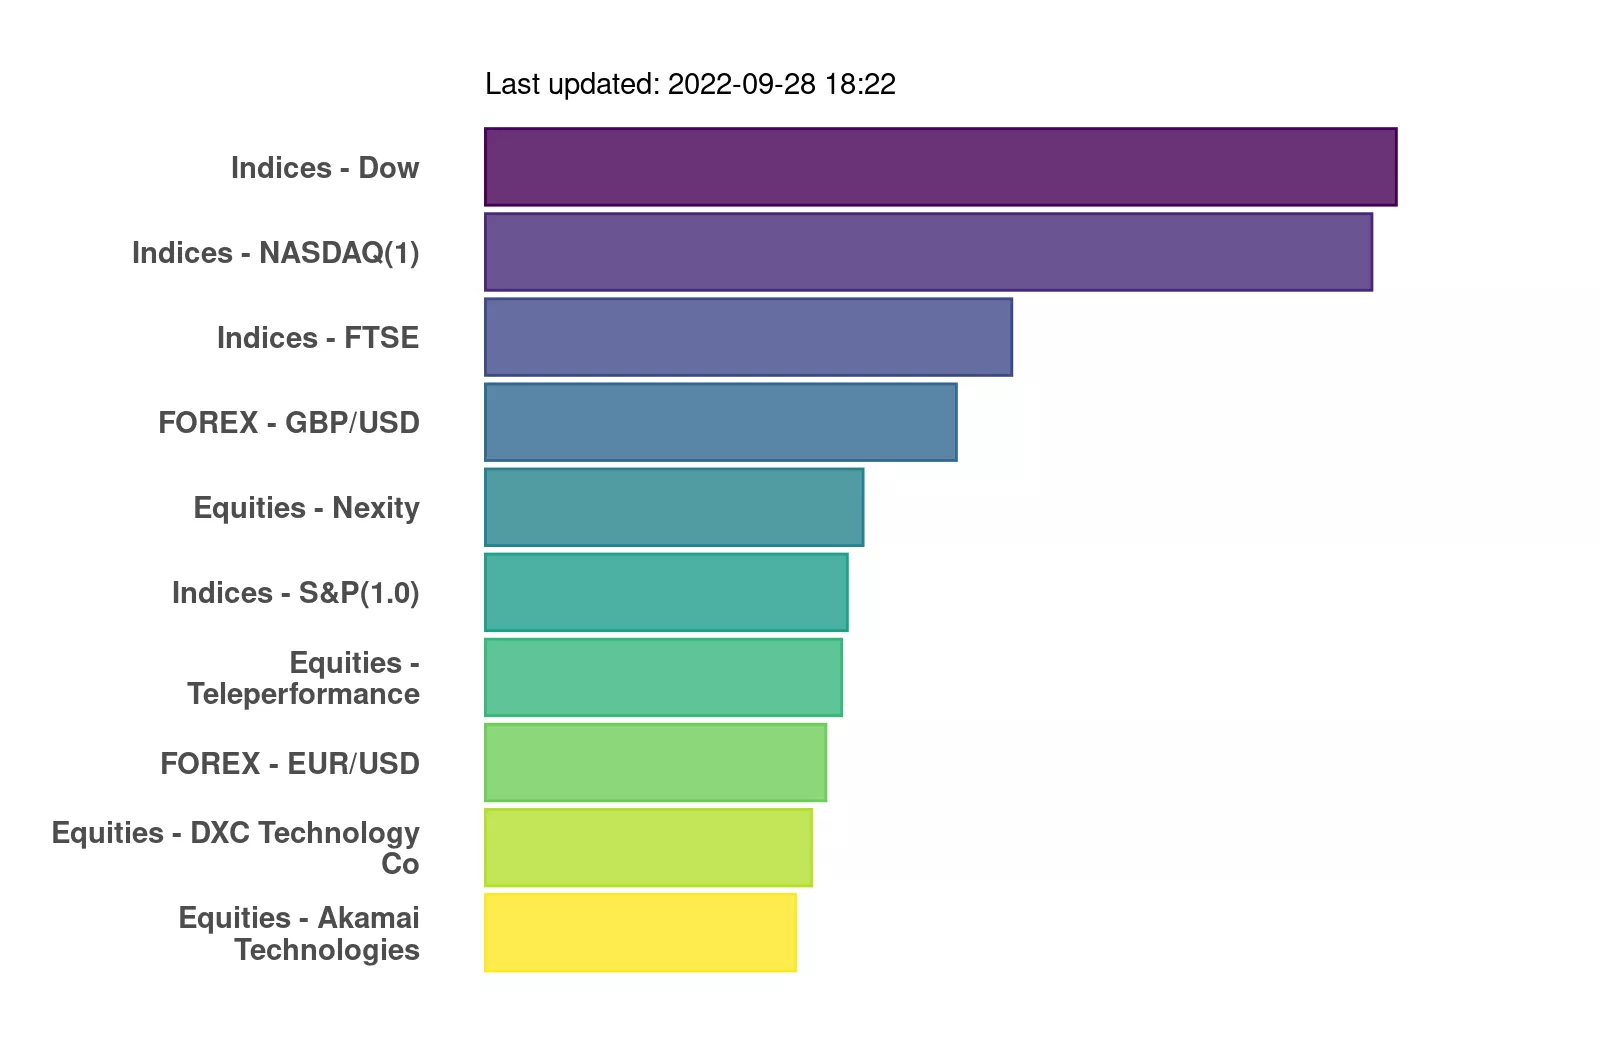 Last updated: 2022-09-28 18:22
Indices - Dow
Indices - NASDAQ(1)
Indices - FTSE
FOREX - GBP/USD
Equities - Nexity
Indices - S&P(1.0)
Equities -
Teleperformance
FOREX - EUR/USD
Equities - DXC Technology
Co
Equities - Akamai
Technologies